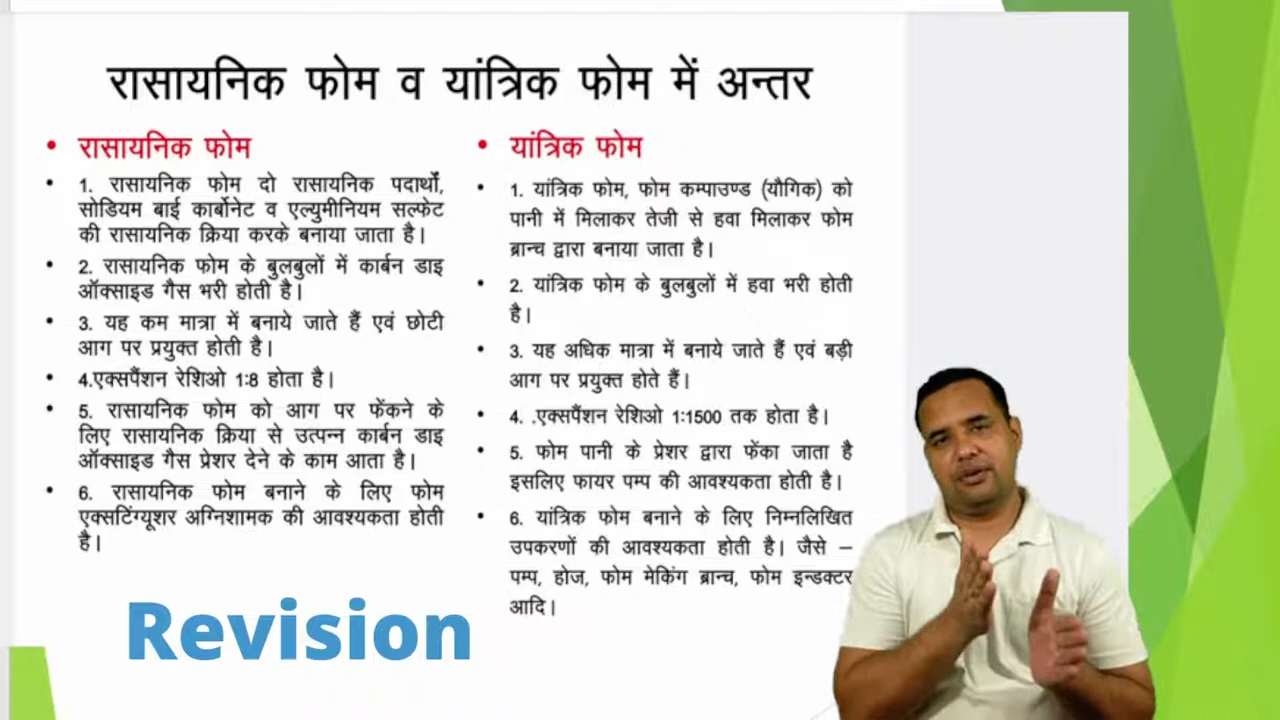 रासायनिक फोम व यांत्रिक फोम में अन्तर
• रासायनिक फोम
• 1. रासायनिक फोम दो रासायनिक पदार्थों,
सोडियम बाई कार्बोनेट व एल्युमीनियम सल्फेट
की रासायनिक क्रिया करके बनाया जाता है।
• 2. रासायनिक फोम के बुलबुलों में कार्बन डाइ
ऑक्साइड गैस भरी होती है।
• 3. यह कम मात्रा में बनाये जाते हैं एवं छोटी
आग पर प्रयुक्त होती है।
• 4.एक्सपैंशन रेशिओ 1:8 होता है।
• 5. रासायनिक फोम को आग पर फेंकने के
लिए रासायनिक क्रिया से उत्पन्न कार्बन डाइ
ऑक्साइड गैस प्रेशर देने के काम आता है।
• 6. रासायनिक फोम बनाने के लिए फोम
एक्सटिंग्यूशर अग्निशामक की आवश्यकता होती
है।
• यांत्रिक फोम
• 1. यांत्रिक फोम, फोम कम्पाउण्ड (यौगिक) को
पानी में मिलाकर तेजी से हवा मिलाकर फोम
ब्रान्च द्वारा बनाया जाता है।
• 2. यांत्रिक फोम के बुलबुलों में हवा भरी होती
है।
• 3. यह अधिक मात्रा में बनाये जाते हैं एवं बड़ी
आग पर प्रयुक्त होते हैं।
• 4. .एक्सपैंशन रेशिओ 1:1500 तक होता है।
• 5. फोम पानी के प्रेशर द्वारा फेंका जाता है
इसलिए फायर पम्प की आवश्यकता होती है।
• 6. यांत्रिक फोम बनाने के लिए निम्नलिखित
उपकरणों की आवश्यकता होती है। जैसे –
पम्प, होज, फोम मेकिंग ब्रान्च, फोम इन्डक्टर
आदि।
Revision